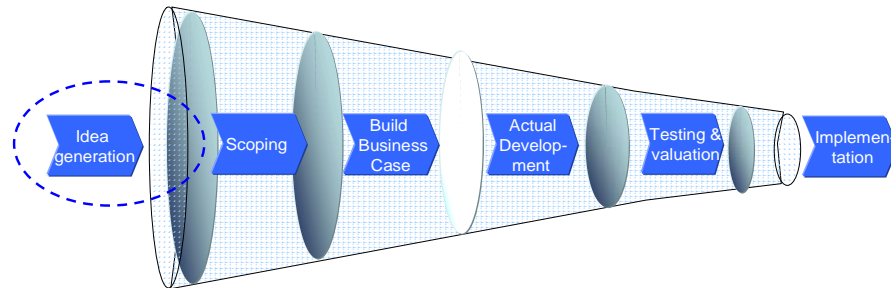 Idea
generation
Scoping
Build
Business
Case
Actual
Develop-
ment
Testing &
valuation
Implemen-
tation